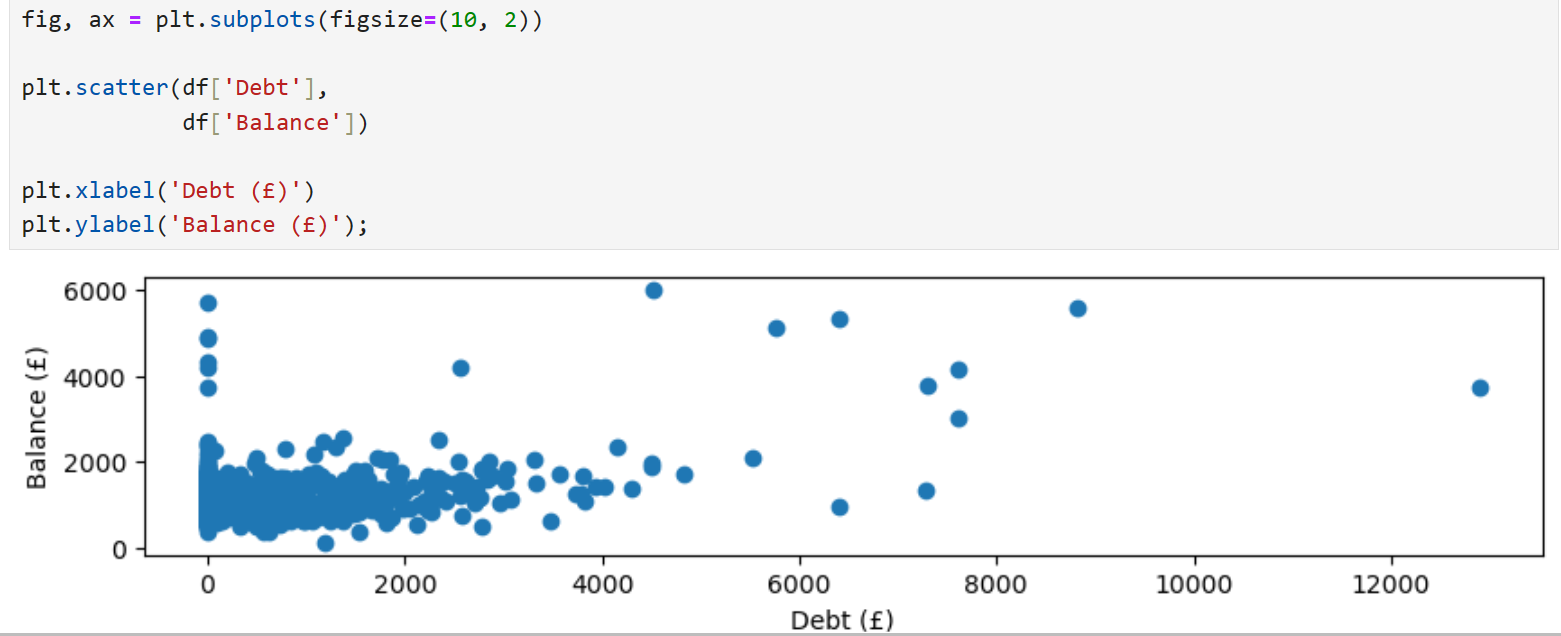 fig, ax = plt.subplots(figsize=(10, 2))
plt.scatter(df['Debt'],
df['Balance'])
plt.xlabel('Debt (£)')
plt.ylabel('Balance (£)');
6000
4000
2000
0
Balance (£)
0 2000 4000 6000 8000 10000 12000
Debt (£)